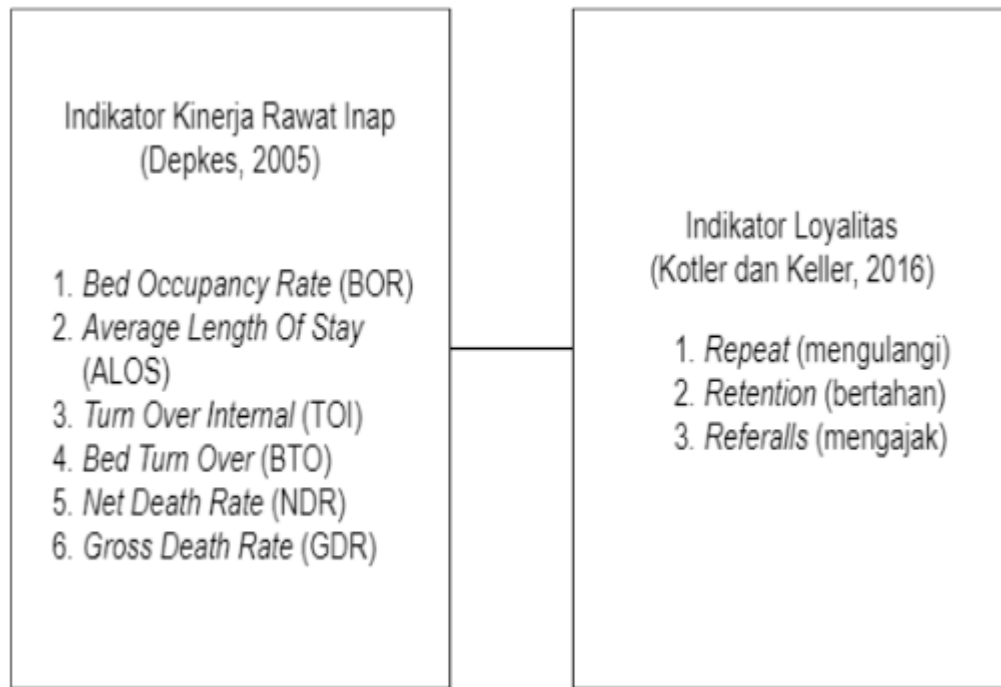 Indikator Kinerja Rawat Inap
(Depkes, 2005)
1. Bed Occupancy Rate (BOR)
2. Average Length Of Stay
(ALOS)
3. Turn Over Internal (TOI)
4. Bed Turn Over (BTO)
5. Net Death Rate (NDR)
6. Gross Death Rate (GDR)
Indikator Loyalitas
(Kotler dan Keller, 2016)
1. Repeat (mengulangi)
2. Retention (bertahan)
3. Referalls (mengajak)